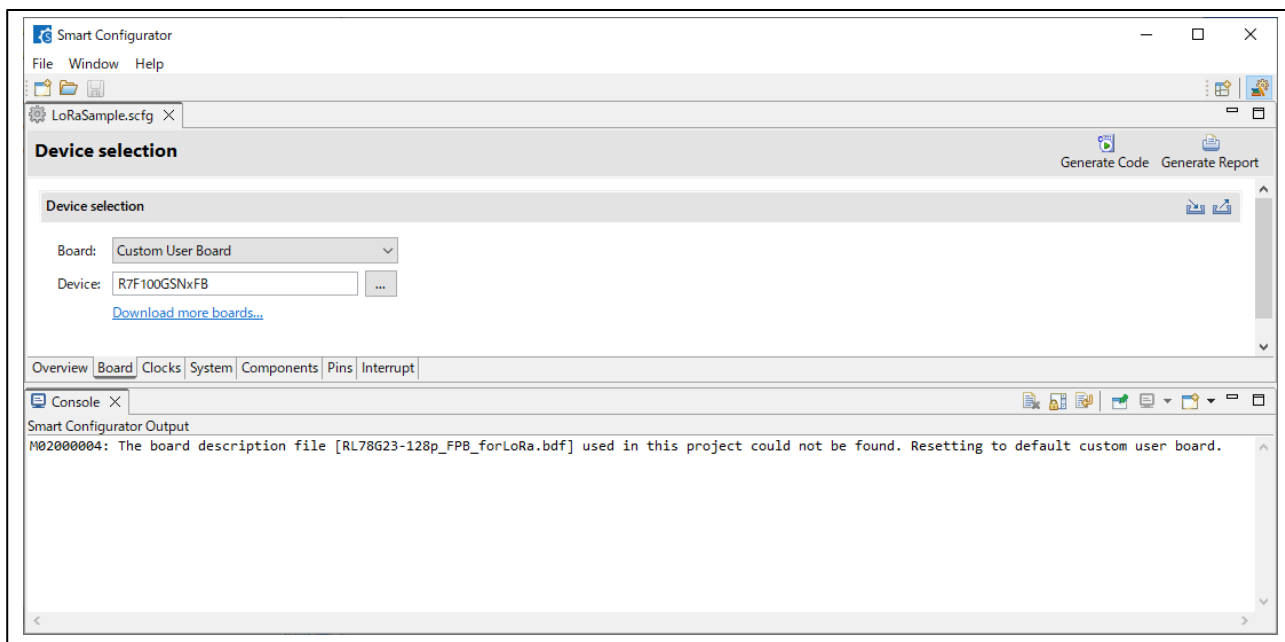 Smart Configurator
File Window Help
LoRaSample.scfg
Device selection
Generate Code Generate Report
Device selection
Board: Custom User Board
Device: R7F100GSNxFB ...
Download more boards...
Overview Board Clocks System Components Pins Interrupt
Console
Smart Configurator Output
M02000004: The board description file [RL78G23-128p_FPB_forLoRa.bdf] used in this project could not be found. Resetting to default custom user board.